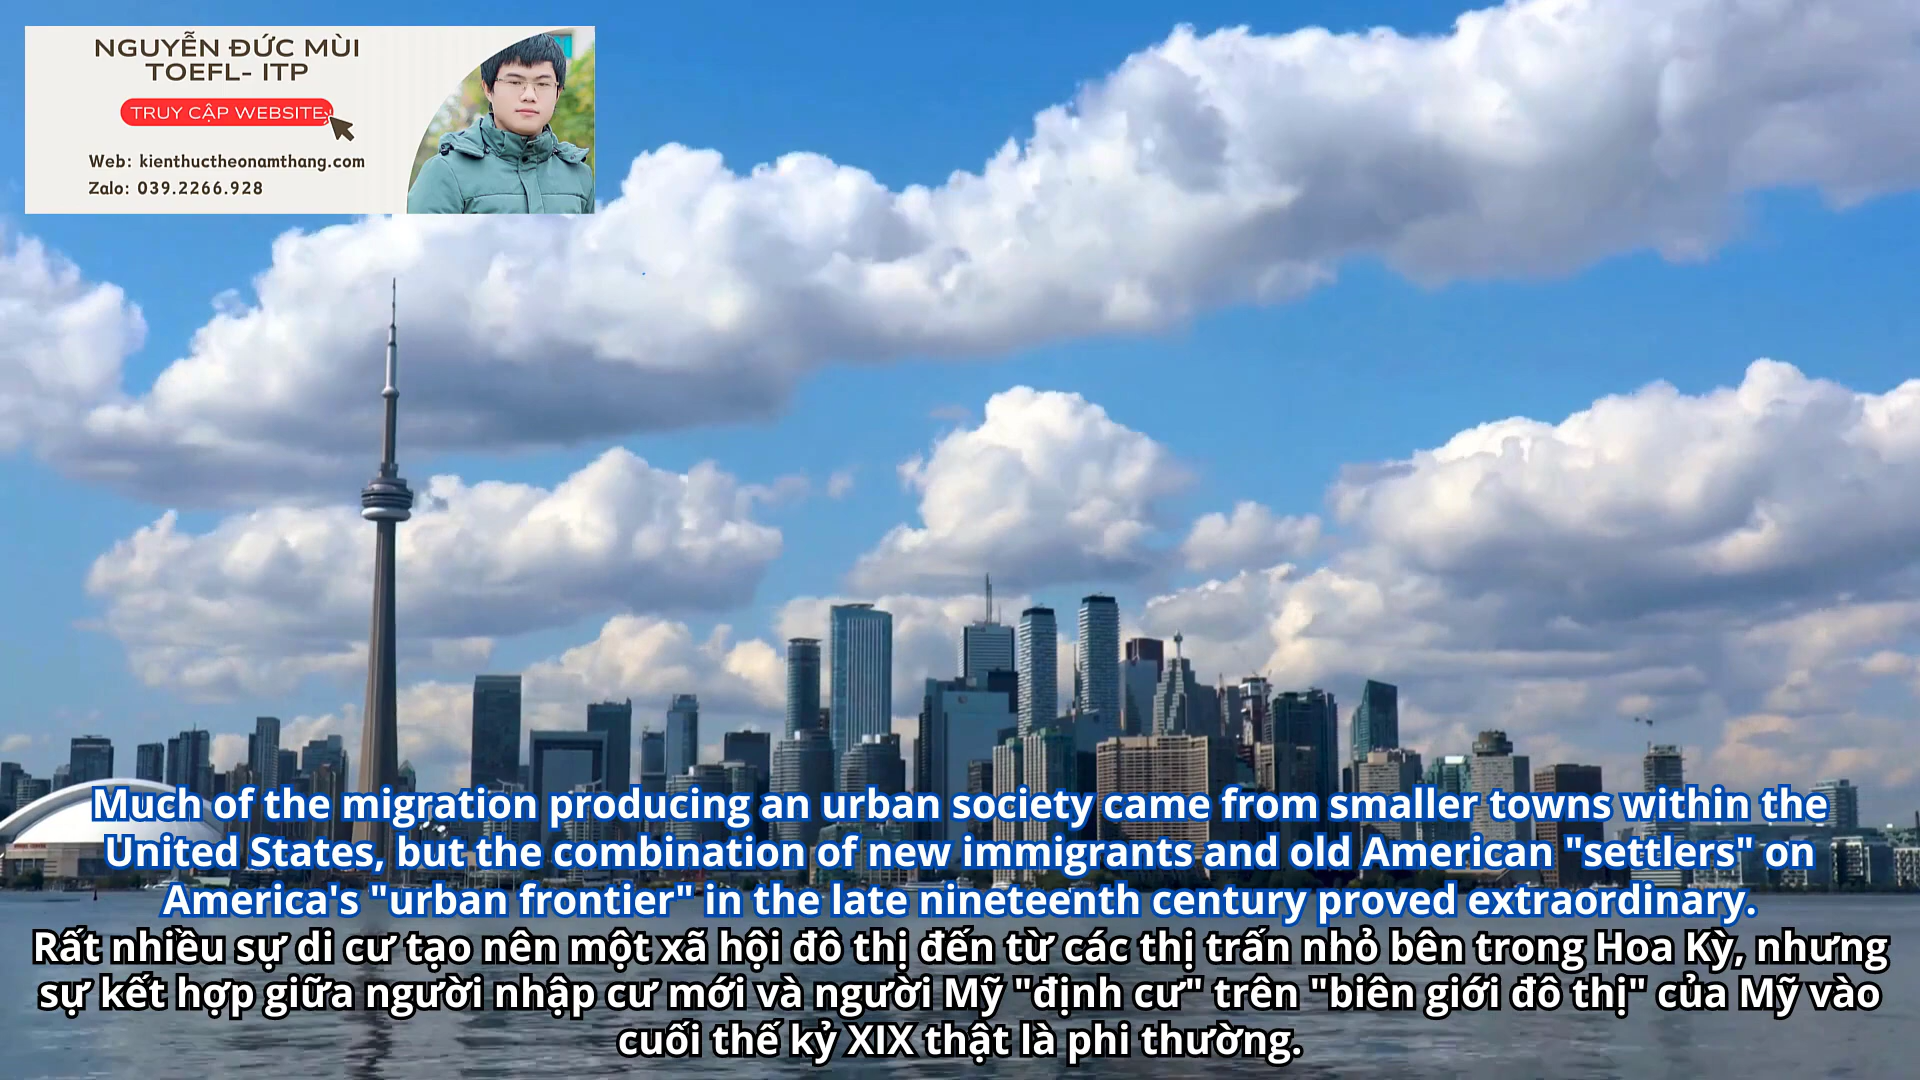 NGUYỄN ĐỨC MÙI
TOEFL- ITP
TRUY CẬP WEBSITE
Web: kienthuctheonamthang.com
Zalo: 039.2266.928
Much of the migration producing an urban society came from smaller towns within the
United States, but the combination of new immigrants and old American "settlers" on
America's "urban frontier" in the late nineteenth century proved extraordinary.
Rất nhiều sự di cư tạo nên một xã hội đô thị đến từ các thị trấn nhỏ bên trong Hoa Kỳ, nhưng
sự kết hợp giữa người nhập cư mới và người Mỹ "định cư" trên "biên giới đô thị" của Mỹ vào
cuối thế kỷ XIX thật là phi thường.